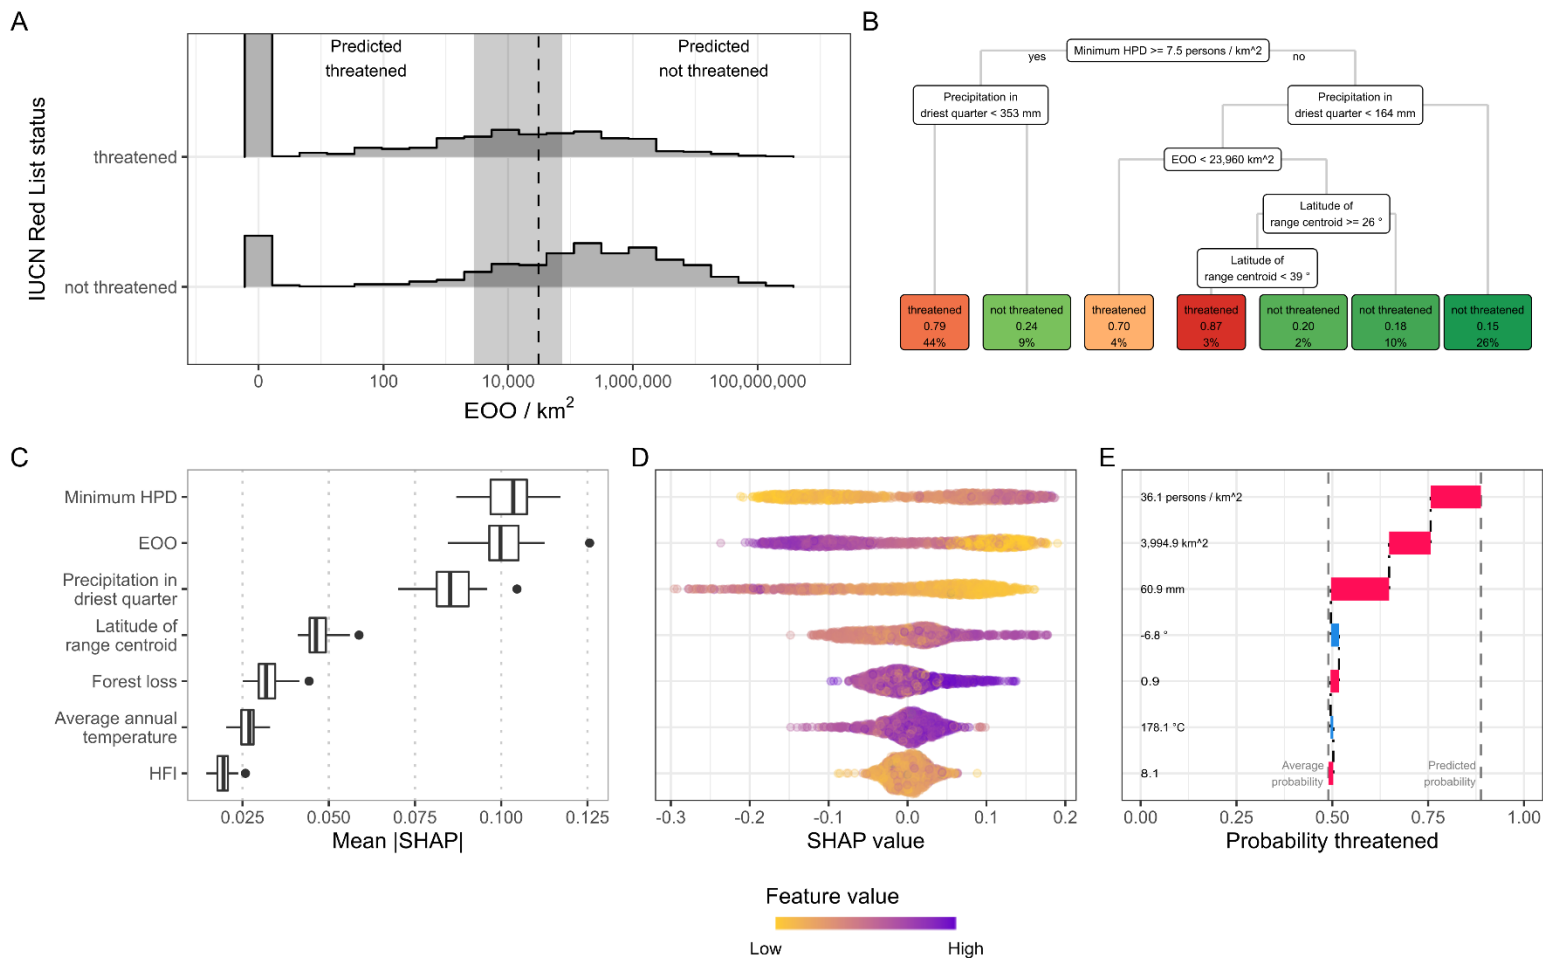 A
IUCN Red List status
Predicted
threatened
Predicted
not threatened
threatened
not threatened
0
100
10,000
1,000,000
100,000,000
EOO / km²
B
Minimum HPD >= 7.5 persons / km^2
yes
no
Precipitation in
driest quarter < 353 mm
Precipitation in
driest quarter < 164 mm
EOO < 23,960 km^2
Latitude of
range centroid >= 26 °
Latitude of
range centroid < 39 °
threatened
0.79
44%
not threatened
0.24
9%
threatened
0.70
4%
threatened
0.87
3%
not threatened
0.20
2%
not threatened
0.18
10%
not threatened
0.15
26%
C
Minimum HPD
EOO
Precipitation in
driest quarter
Latitude of
range centroid
Forest loss
Average annual
temperature
HFI
0.025
0.050
0.075
0.100
0.125
Mean |SHAP|
D
-0.3
-0.2
-0.1
0.0
0.1
0.2
SHAP value
E
36.1 persons / km^2
3,994.9 km^2
60.9 mm
-6.8 °
0.9
178.1 °C
8.1
Average
probability
Predicted
probability
0.00
0.25
0.50
0.75
1.00
Probability threatened
Feature value
Low
High